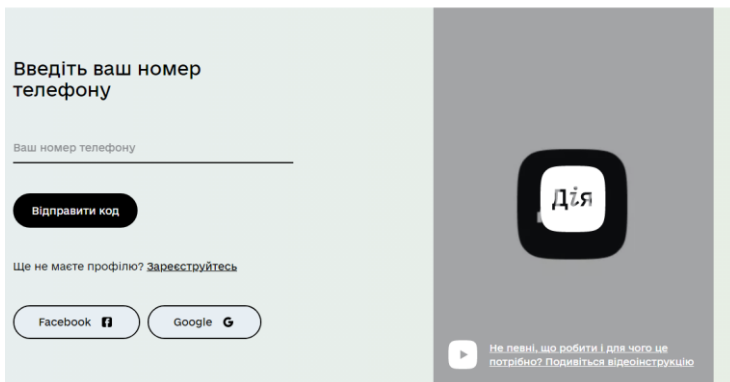 Введіть ваш номер
телефону
Ваш номер телефону
Відправити код
Ще не маєте профілю? Зареєструйтесь
Facebook
Google
Дія
Не певні, що робити і для чого це
потрібно? Подивіться відеоінструкцію